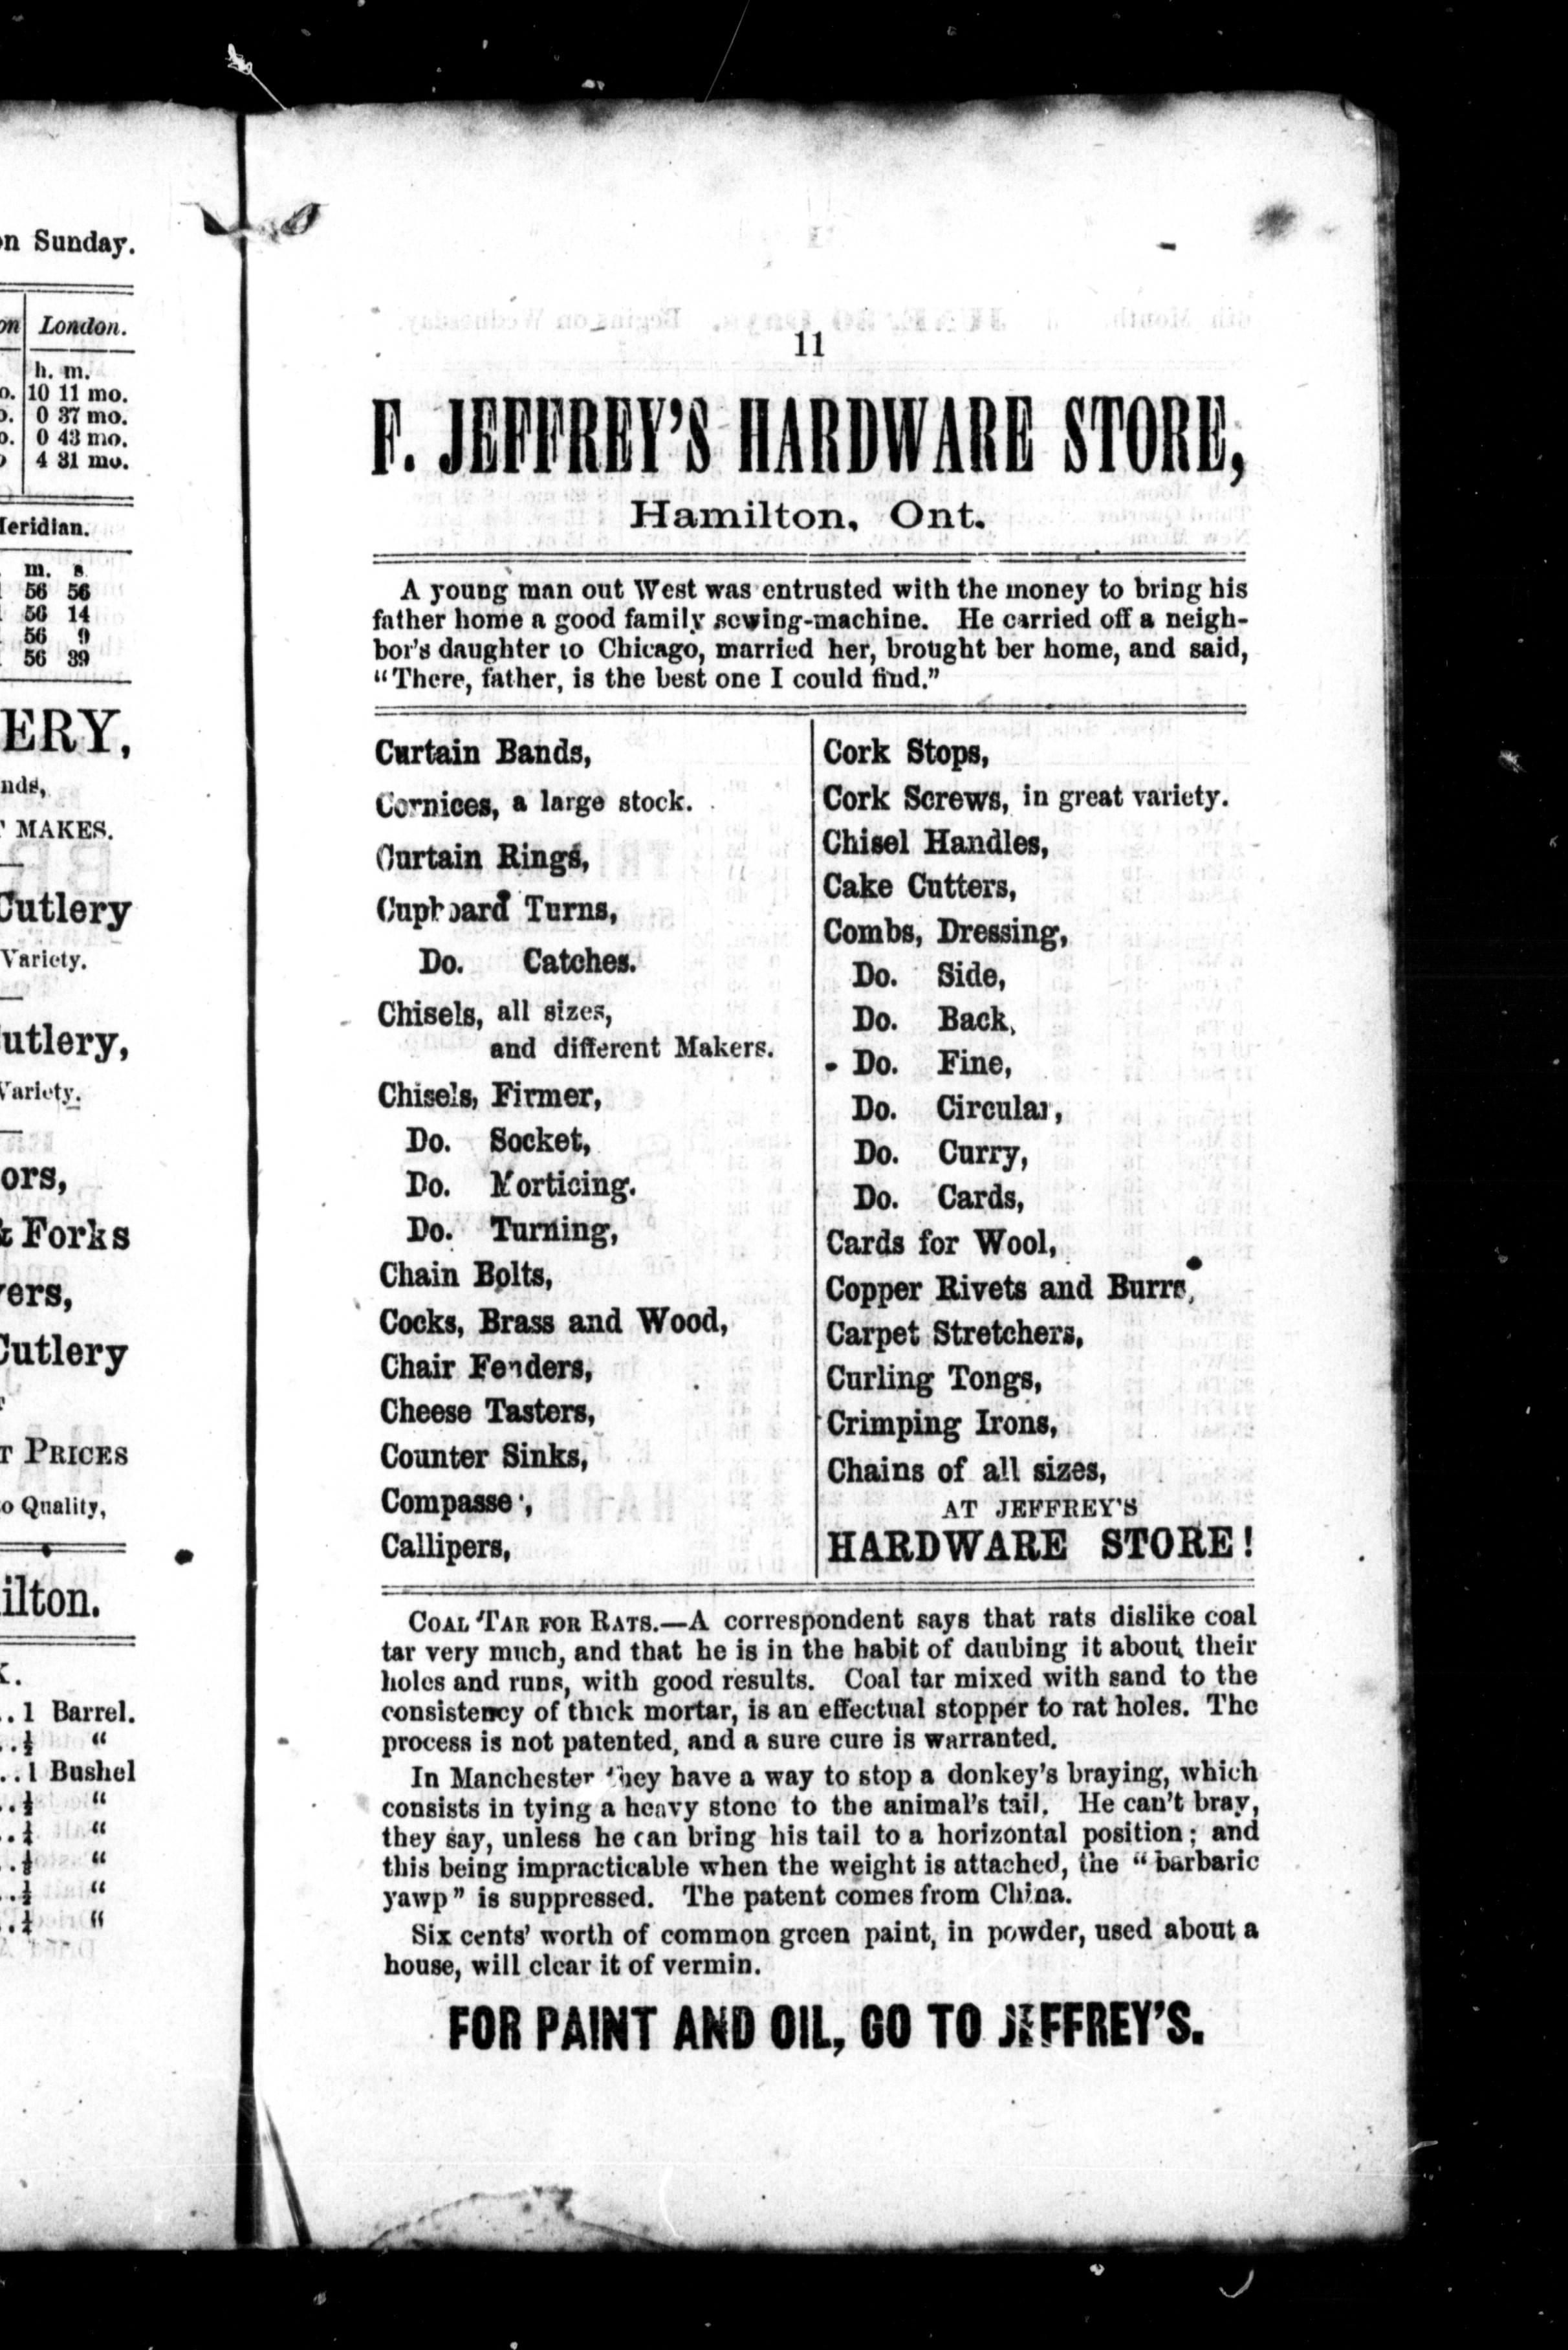 on Sunday.
London.
h. m.
10 11 mo.
0 37 mo.
0 43 mo.
4 31 mo.
Meridian.
m. s.
56 56
56 14
56 9
56 39
ERY,
MAKES.
Cutlery
Variety.
Cutlery,
Variety.
ors,
& Forks
vers,
Cutlery
PRICES
to Quality,
ilton.
1 Barrel.
½ "
1 Bushel
11
F. JEFFREY'S HARDWARE STORE,
Hamilton, Ont.
A young man out West was entrusted with the money to bring his
father home a good family sewing-machine. He carried off a neigh-
bor's daughter to Chicago, married her, brought her home, and said,
"There, father, is the best one I could find."
Curtain Bands,
Cornices, a large stock.
Curtain Rings,
Cupboard Turns,
Do. Catches.
Chisels, all sizes,
and different Makers.
Chisels, Firmer,
Do. Socket,
Do. Morticing.
Do. Turning,
Chain Bolts,
Cocks, Brass and Wood,
Chair Fenders,
Cheese Tasters,
Counter Sinks,
Compasses,
Callipers,
Cork Stops,
Cork Screws, in great variety.
Chisel Handles,
Cake Cutters,
Combs, Dressing,
Do. Side,
Do. Back,
Do. Fine,
Do. Circular,
Do. Curry,
Do. Cards,
Cards for Wool,
Copper Rivets and Burrs,
Carpet Stretchers,
Curling Tongs,
Crimping Irons,
Chains of all sizes,
AT JEFFREY'S
HARDWARE STORE!
COAL TAR FOR RATS.—A correspondent says that rats dislike coal
tar very much, and that he is in the habit of daubing it about their
holes and runs, with good results. Coal tar mixed with sand to the
consistency of thick mortar, is an effectual stopper to rat holes. The
process is not patented, and a sure cure is warranted.
In Manchester they have a way to stop a donkey's braying, which
consists in tying a heavy stone to the animal's tail. He can't bray,
they say, unless he can bring his tail to a horizontal position; and
this being impracticable when the weight is attached, the "barbaric
yawp" is suppressed. The patent comes from China.
Six cents' worth of common green paint, in powder, used about a
house, will clear it of vermin.
FOR PAINT AND OIL, GO TO JEFFREY'S.